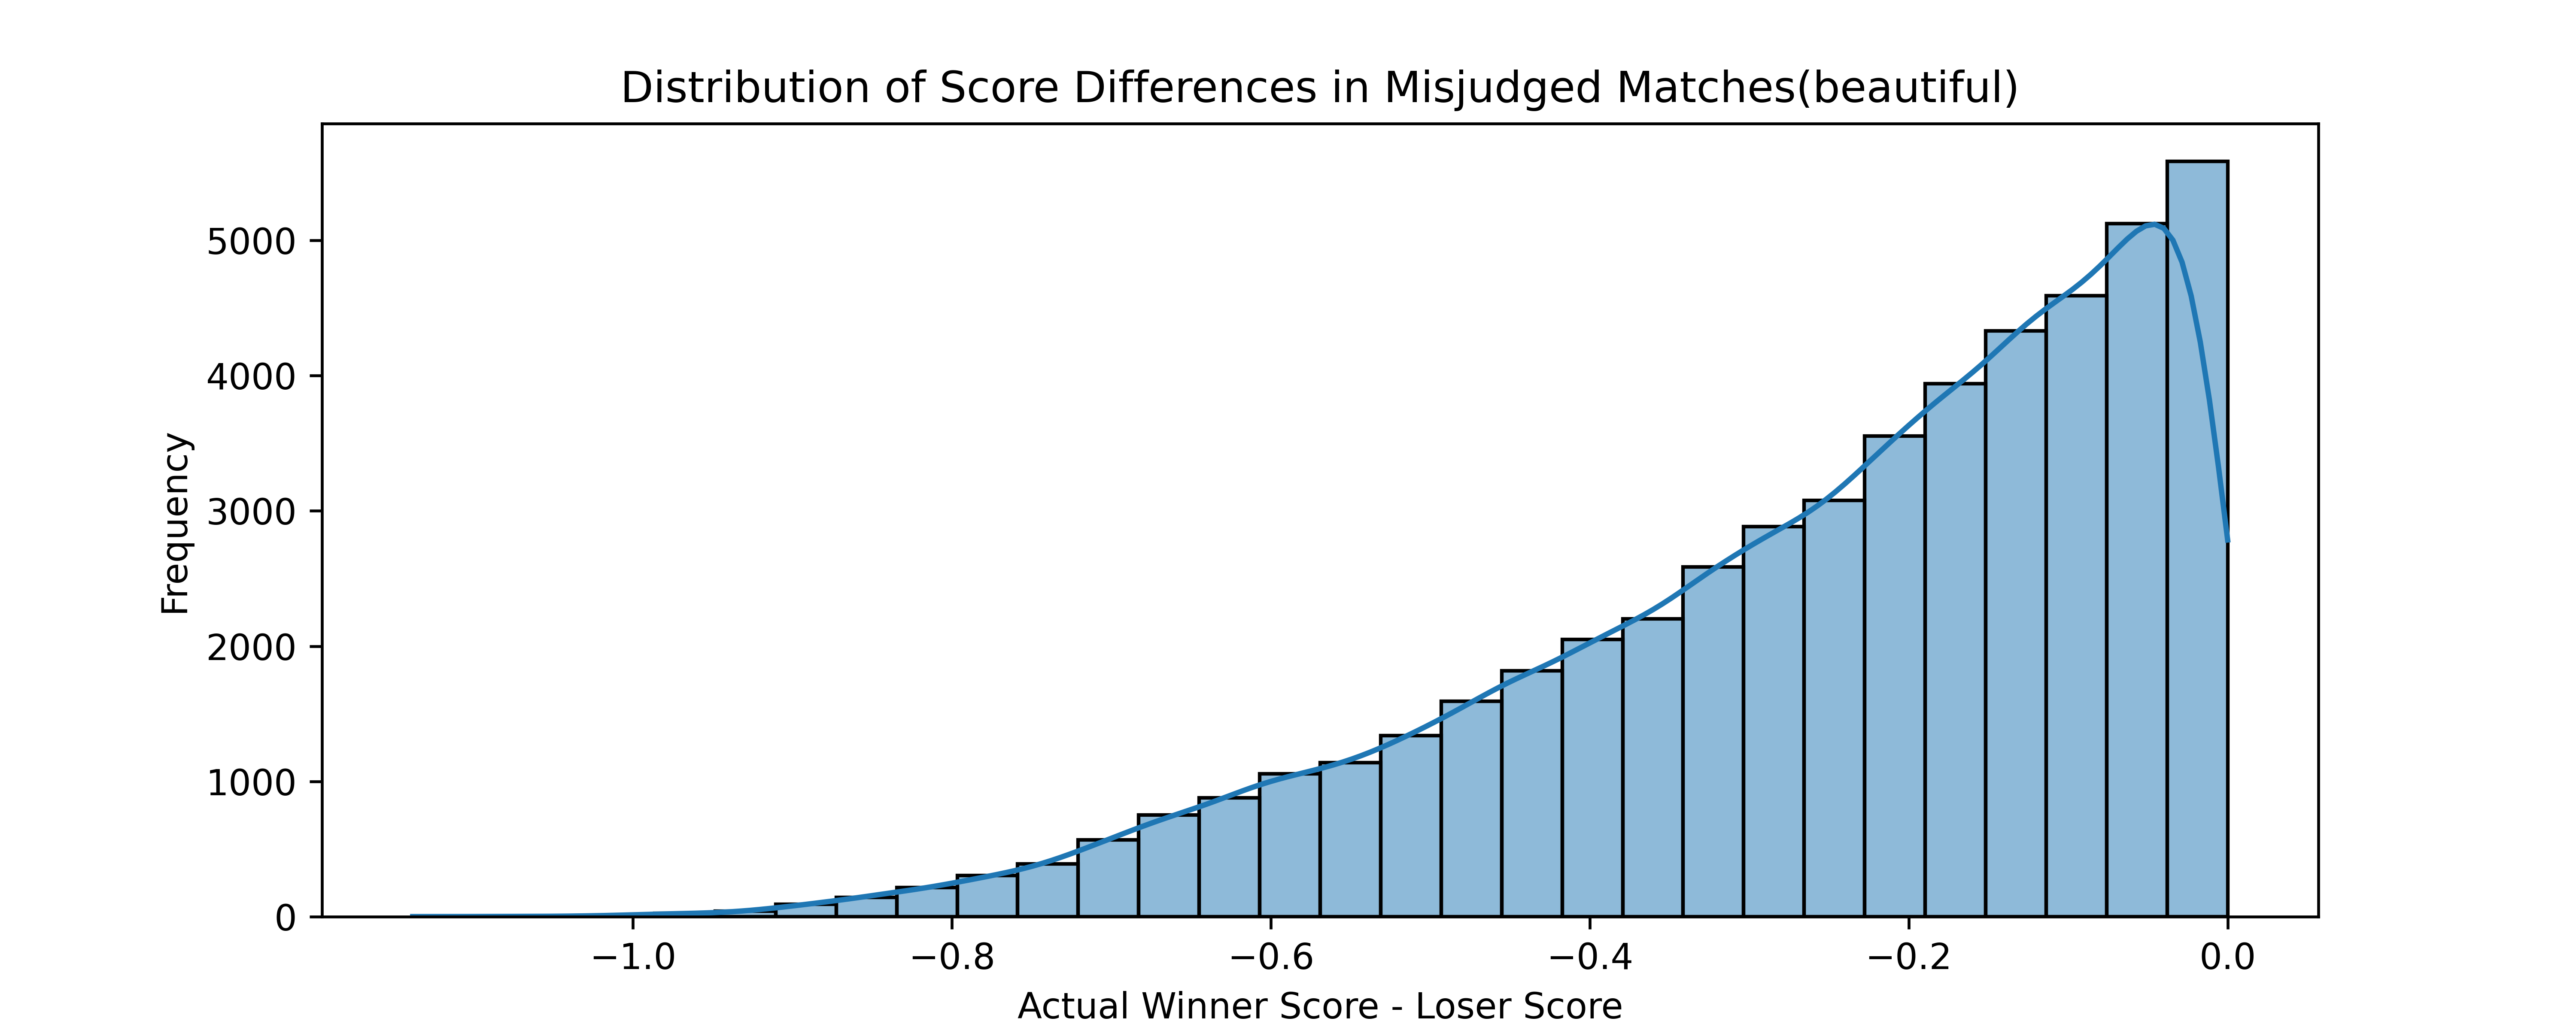 Distribution of Score Differences in Misjudged Matches(beautiful)
Frequency
5000
4000
3000
2000
1000
0
−1.0 −0.8 −0.6 −0.4 −0.2 0.0
Actual Winner Score - Loser Score